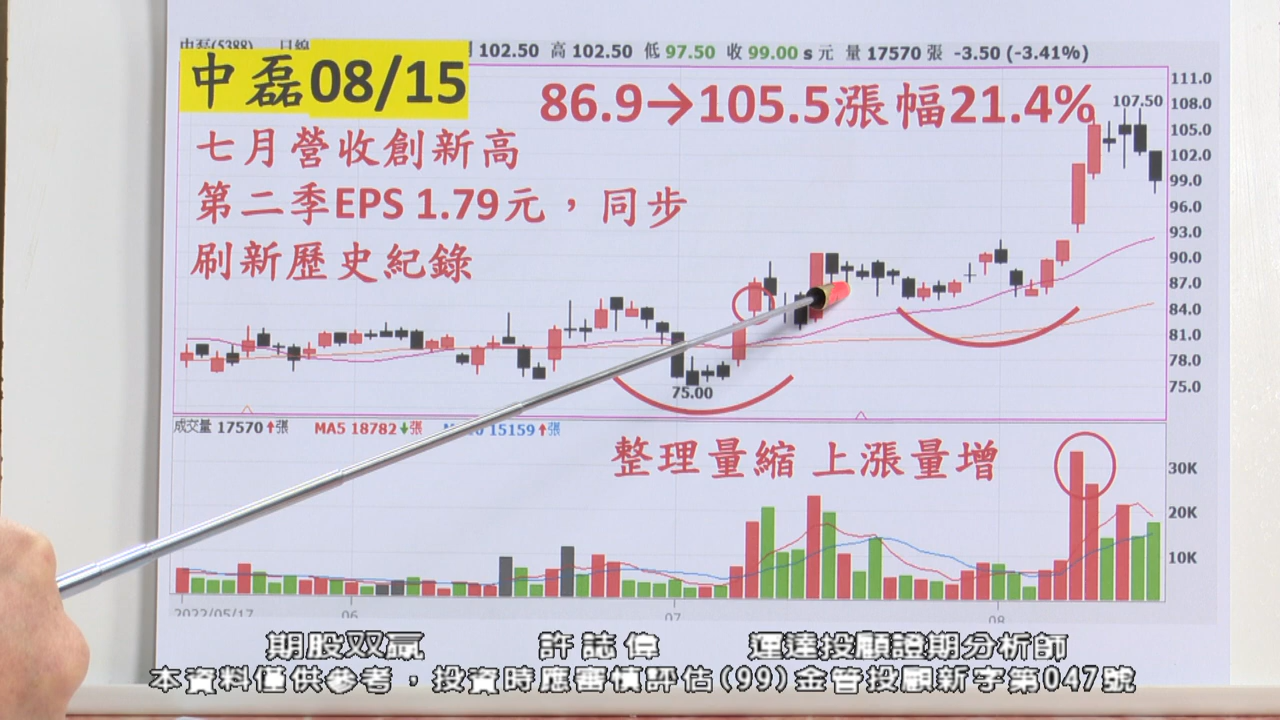 中磊(5388) 日線
102.50 高 102.50 低 97.50 收 99.00 s 元 量 17570 張 -3.50 (-3.41%)
中磊08/15
86.9→105.5漲幅21.4%
七月營收創新高
第二季EPS 1.79元，同步
刷新歷史紀錄
107.50
111.0
108.0
105.0
102.0
99.0
96.0
93.0
90.0
87.0
84.0
81.0
78.0
75.0
75.00
成交量 17570↑張 MA5 18782↓張 15159↑張
整理量縮 上漲量增
30K
20K
10K
2022/05/17 06 07 08
期股双贏 許誌偉 運達投顧證期分析師
本資料僅供參考，投資時應審慎評估(99)金管投顧新字第047號